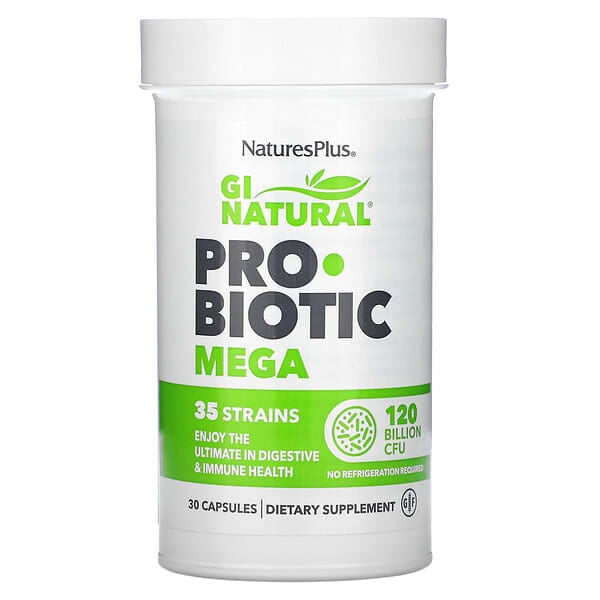 NaturesPlus®
GI
NATURAL®
PRO•
BIOTIC
MEGA
35 STRAINS
ENJOY THE
ULTIMATE IN DIGESTIVE
& IMMUNE HEALTH
120
BILLION
CFU
NO REFRIGERATION REQUIRED
30 CAPSULES | DIETARY SUPPLEMENT GF